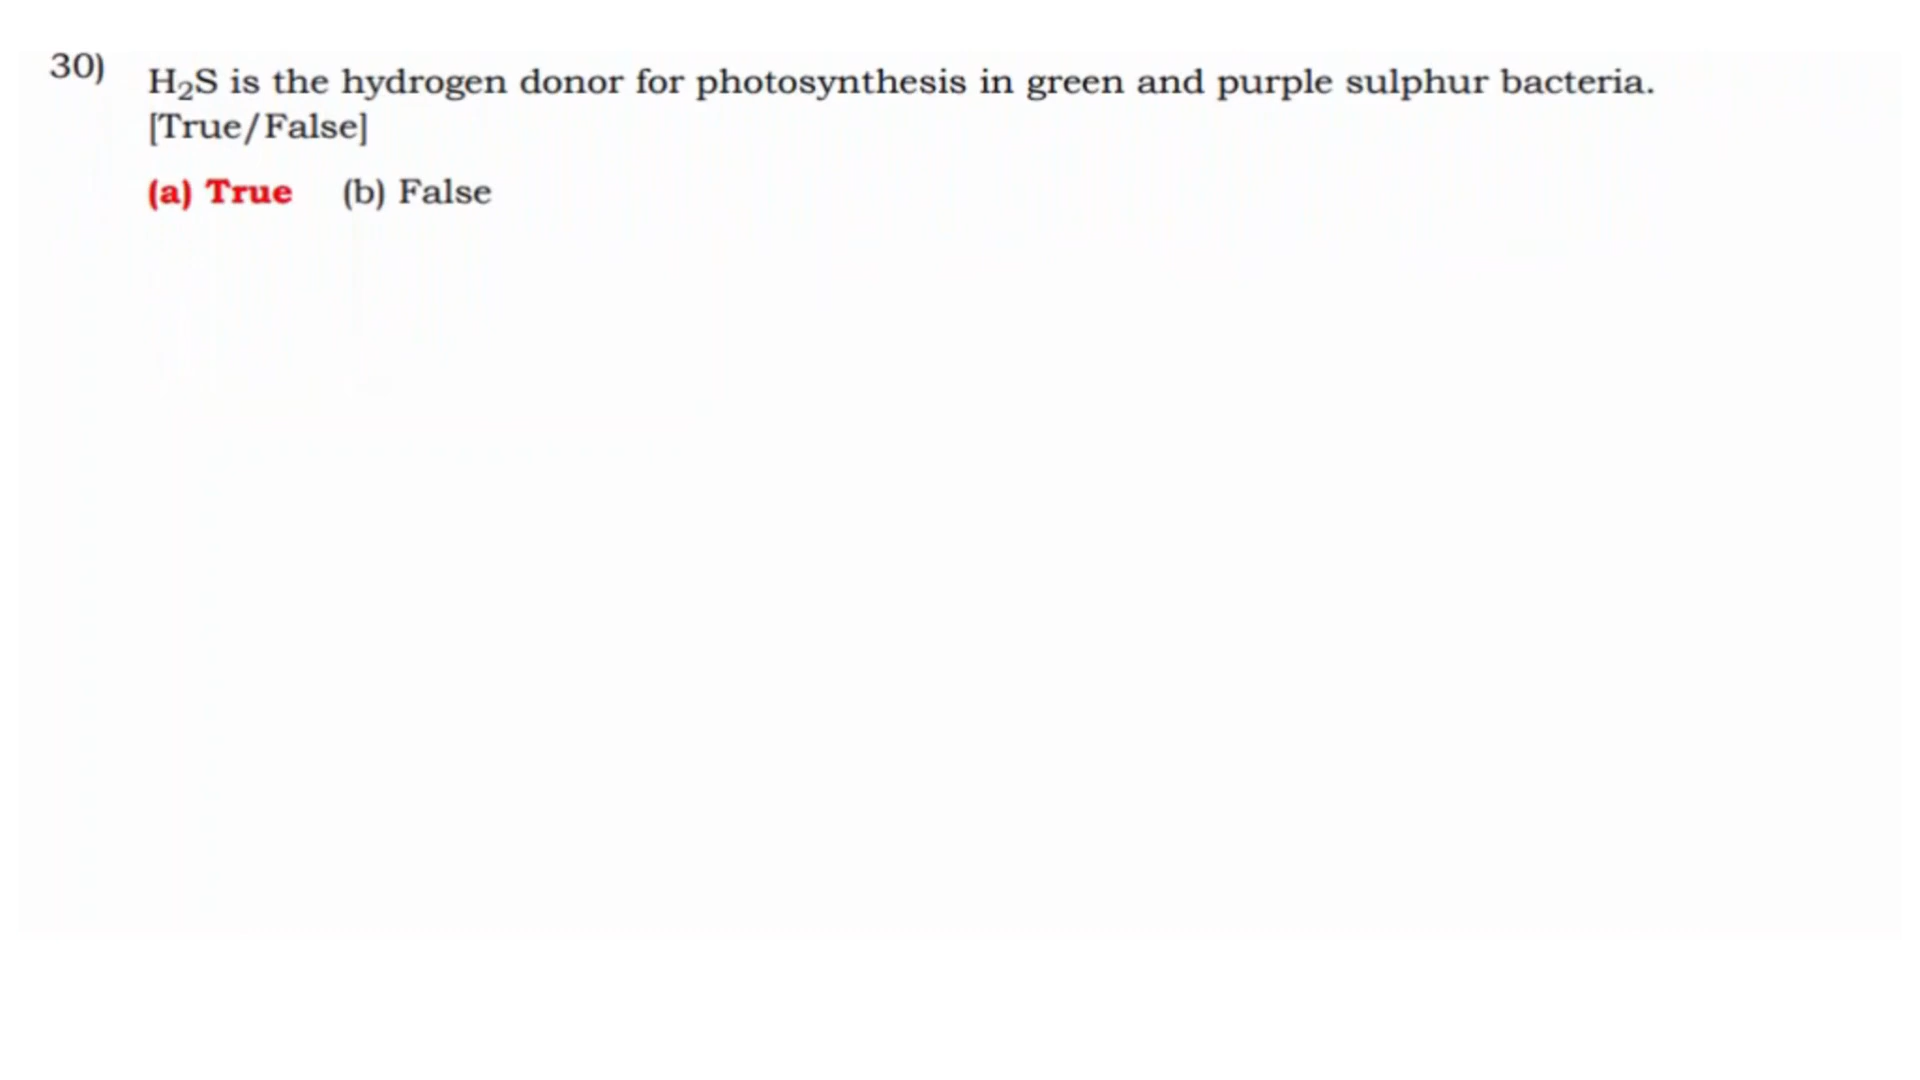 30) H₂S is the hydrogen donor for photosynthesis in green and purple sulphur bacteria.
[True/False]
(a) True (b) False